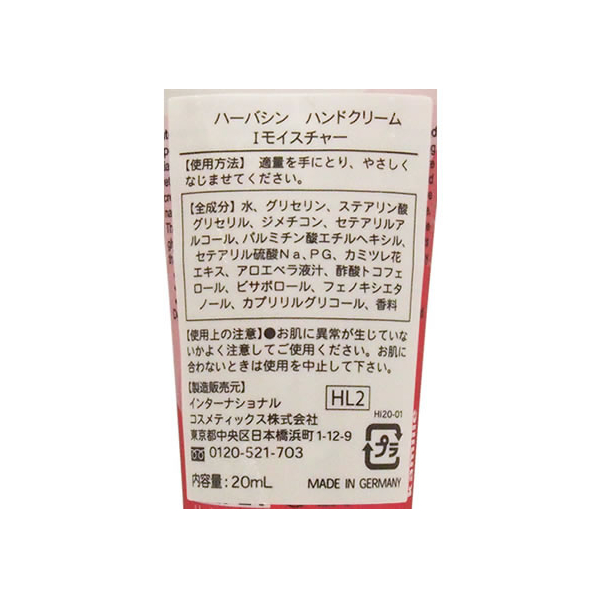 ハーバシン　ハンドクリーム
Iモイスチャー
【使用方法】 適量を手にとり、やさしく
なじませてください。
【全成分】水、グリセリン、ステアリン酸
グリセリル、ジメチコン、セテアリルア
ルコール、パルミチン酸エチルヘキシル、
セテアリル硫酸Na、PG、カミツレ花
エキス、アロエベラ液汁、酢酸トコフェ
ロール、ビサボロール、フェノキシエタ
ノール、カプリリルグリコール、香料
【使用上の注意】●お肌に異常が生じていな
いかよく注意してご使用ください。お肌に
合わないときは使用を中止して下さい。
【製造販売元】
インターナショナル
コスメティックス株式会社
東京都中央区日本橋浜町1-12-9
0120-521-703
HL2
HI20-01
プラ
内容量:20mL
MADE IN GERMANY